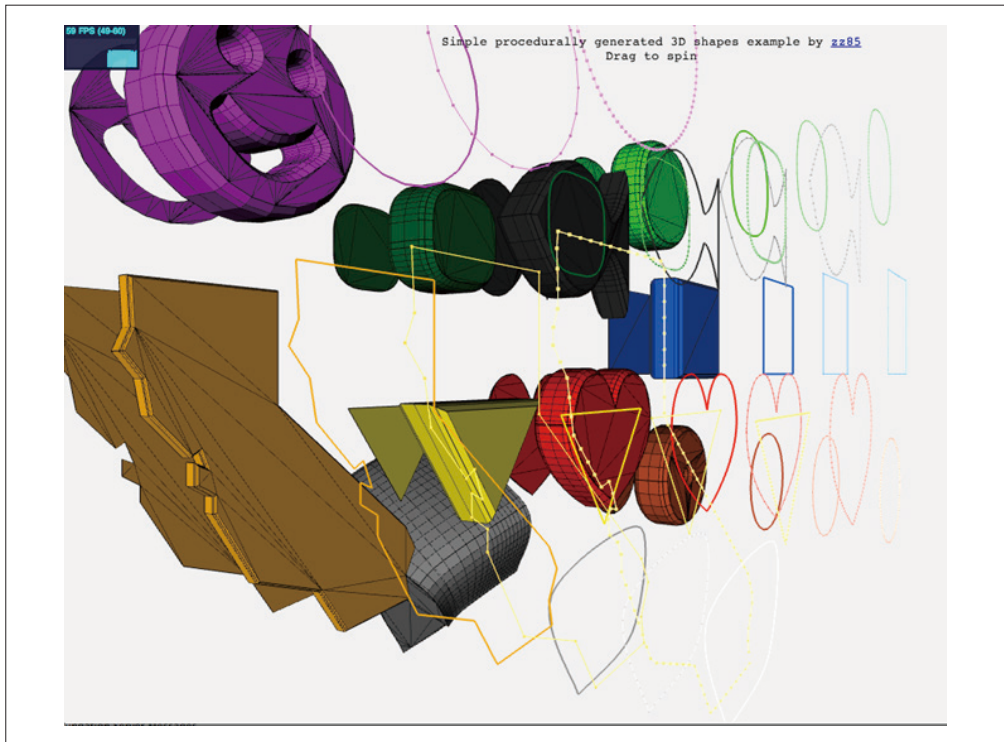 59 FPS (49-60)
Simple procedurally generated 3D shapes example by zz85
Drag to spin